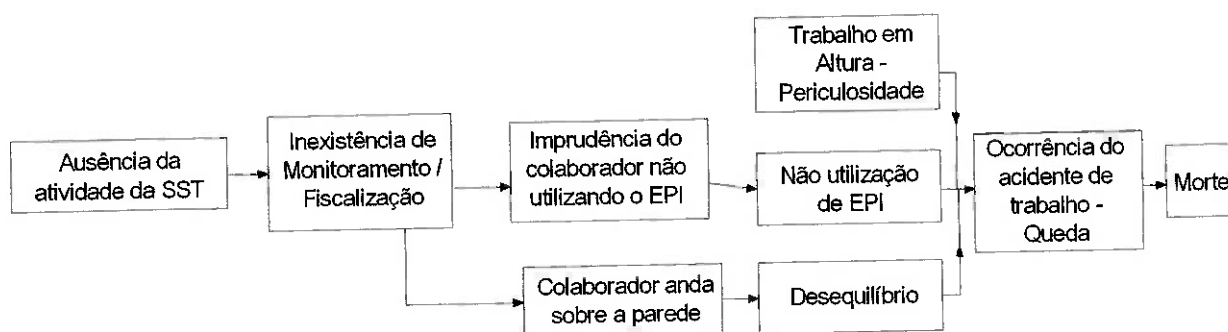 Ausência da
atividade da SST
Inexistência de
Monitoramento /
Fiscalização
Imprudência do
colaborador não
utilizando o EPI
Colaborador anda
sobre a parede
Trabalho em
Altura -
Periculosidade
Não utilização
de EPI
Desequilíbrio
Ocorrência do
acidente de
trabalho -
Queda
Morte